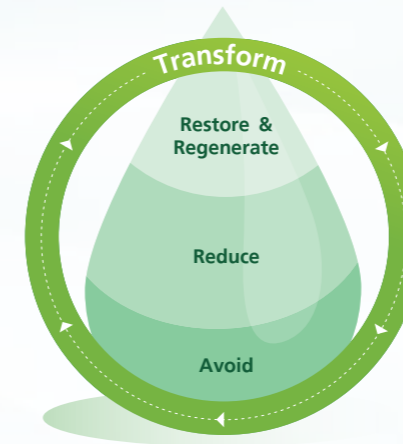 Transform
Restore &
Regenerate
Reduce
Avoid